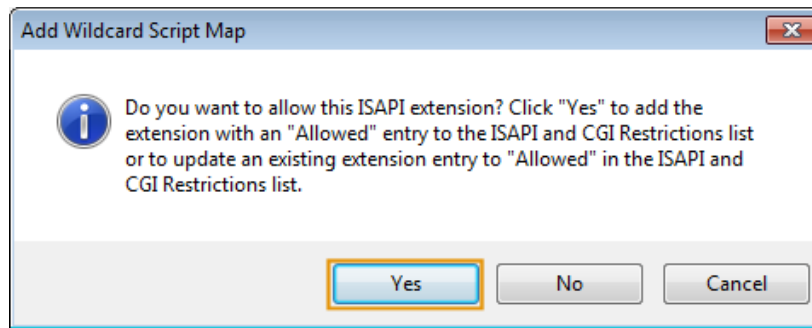 Add Wildcard Script Map
Do you want to allow this ISAPI extension? Click "Yes" to add the
extension with an "Allowed" entry to the ISAPI and CGI Restrictions list
or to update an existing extension entry to "Allowed" in the ISAPI and
CGI Restrictions list.
Yes No Cancel